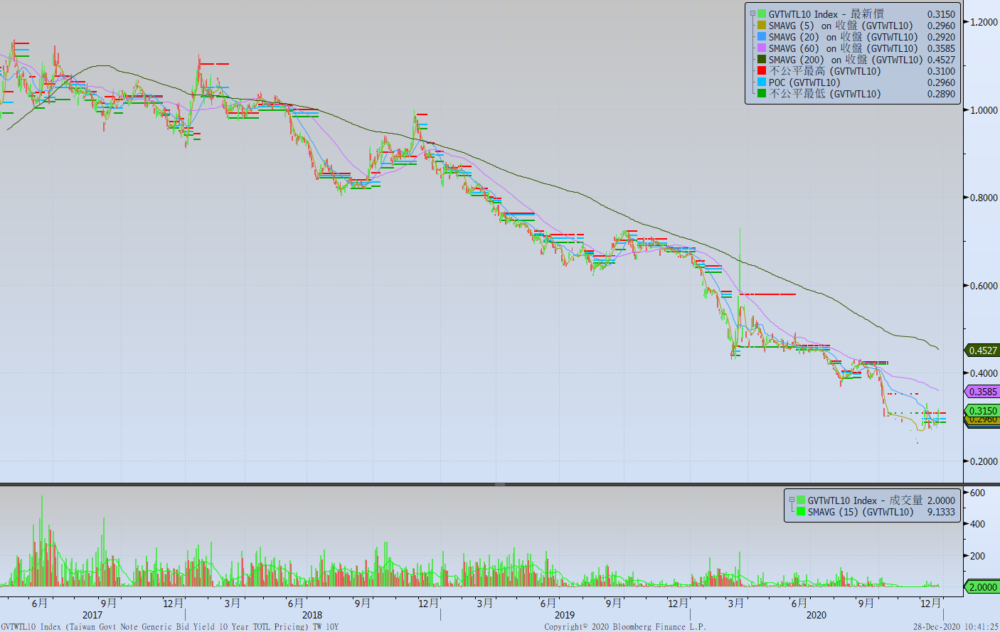 GVTWTL10 Index - 最新價 0.3150
SMAVG (5) on 收盤 (GVTWTL10) 0.2960
SMAVG (20) on 收盤 (GVTWTL10) 0.2920
SMAVG (60) on 收盤 (GVTWTL10) 0.3585
SMAVG (200) on 收盤 (GVTWTL10) 0.4527
不公平最高 (GVTWTL10) 0.3100
POC (GVTWTL10) 0.2960
不公平最低 (GVTWTL10) 0.2890
1.2000
1.0000
0.8000
0.6000
0.4527
0.4000
0.3585
0.3150
0.2960
0.2000
GVTWTL10 Index - 成交量 2.0000
SMAVG (15) (GVTWTL10) 9.1333
600
400
200
2.0000
6月 9月 12月 3月 6月 9月 12月 3月 6月 9月 12月 3月 6月 9月 12月
2017 2018 2019 2020
GVTWTL10 Index (Taiwan Govt Note Generic Bid Yield 10 Year TOTL Pricing) TW 10Y Copyright© 2020 Bloomberg Finance L.P. 28-Dec-2020 10:41:25